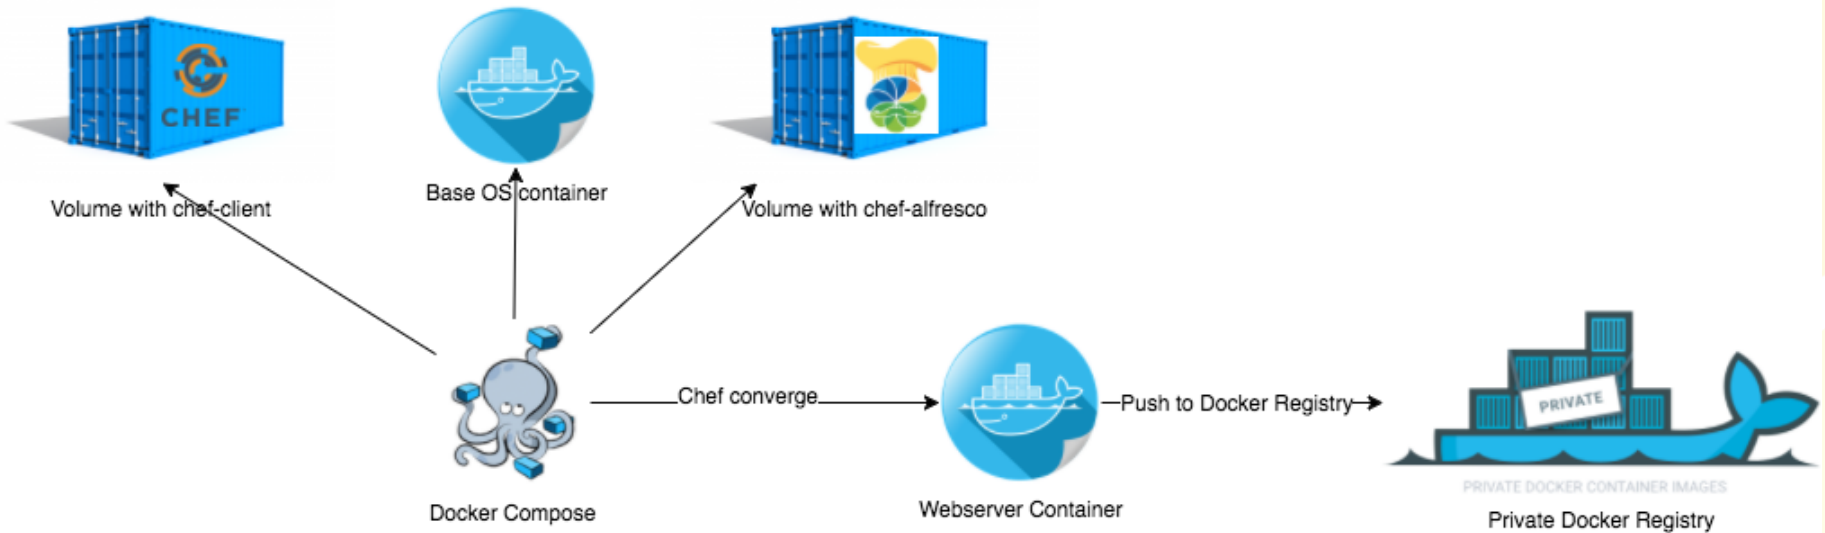 CHEF
Volume with chef-client
Base OS container
Volume with chef-alfresco
Chef converge
Push to Docker Registry
PRIVATE
PRIVATE DOCKER CONTAINER IMAGES
Docker Compose
Webserver Container
Private Docker Registry